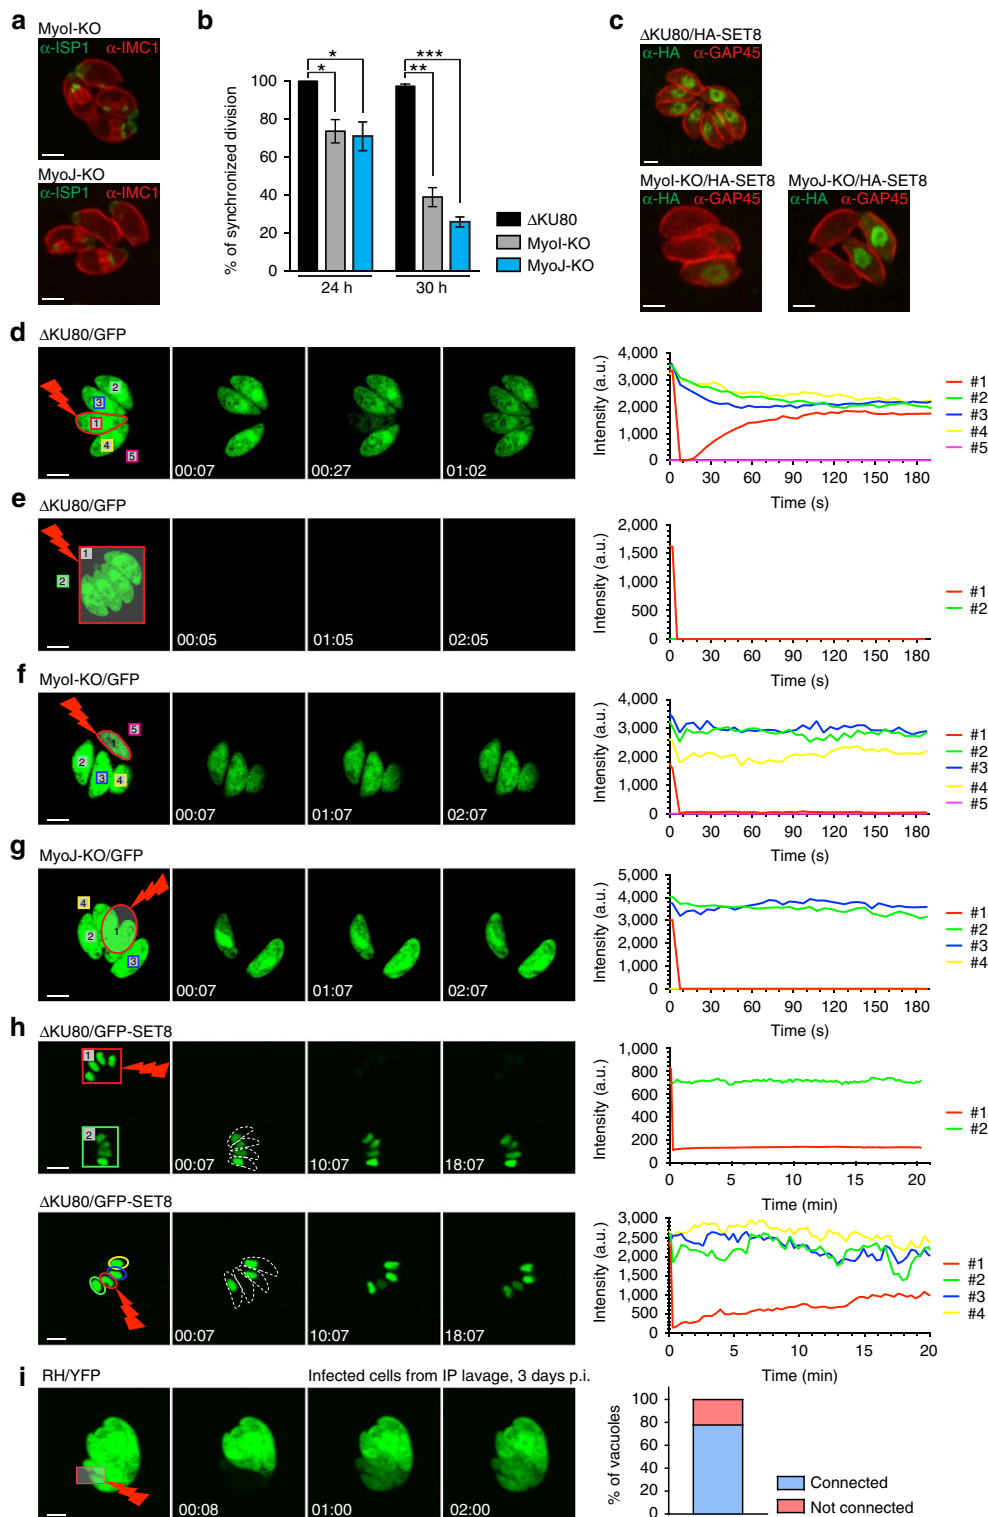 a
MyoI-KO
α-ISP1 α-IMC1
MyoJ-KO
α-ISP1 α-IMC1
b
% of synchronized division
100
80
60
40
20
0
*
*
***
**
24 h
30 h
ΔKU80
MyoI-KO
MyoJ-KO
c
ΔKU80/HA-SET8
α-HA α-GAP45
MyoI-KO/HA-SET8
α-HA α-GAP45
MyoJ-KO/HA-SET8
α-HA α-GAP45
d
ΔKU80/GFP
2
3
1
4
5
00:07
00:27
01:02
Intensity (a.u.)
4,000
3,000
2,000
1,000
0
0 30 60 90 120 150 180
Time (s)
#1
#2
#3
#4
#5
e
ΔKU80/GFP
1
2
00:05
01:05
02:05
Intensity (a.u.)
2,000
1,500
1,000
500
0
0 30 60 90 120 150 180
Time (s)
#1
#2
f
MyoI-KO/GFP
5
1
2
3
4
00:07
01:07
02:07
Intensity (a.u.)
4,000
3,000
2,000
1,000
0
0 30 60 90 120 150 180
Time (s)
#1
#2
#3
#4
#5
g
MyoJ-KO/GFP
4
1
2
3
00:07
01:07
02:07
Intensity (a.u.)
5,000
4,000
3,000
2,000
1,000
0
0 30 60 90 120 150 180
Time (s)
#1
#2
#3
#4
h
ΔKU80/GFP-SET8
1
2
00:07
10:07
18:07
Intensity (a.u.)
1,000
800
600
400
200
0
0 5 10 15 20
Time (min)
#1
#2
ΔKU80/GFP-SET8
00:07
10:07
18:07
Intensity (a.u.)
3,000
2,500
2,000
1,500
1,000
500
0
0 5 10 15 20
Time (min)
#1
#2
#3
#4
i
RH/YFP
Infected cells from IP lavage, 3 days p.i.
00:08
01:00
02:00
% of vacuoles
100
80
60
40
20
0
Connected
Not connected